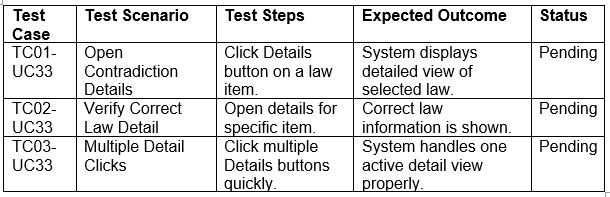 Test Case | Test Scenario | Test Steps | Expected Outcome | Status
TC01-UC33 | Open Contradiction Details | Click Details button on a law item. | System displays detailed view of selected law. | Pending
TC02-UC33 | Verify Correct Law Detail | Open details for specific item. | Correct law information is shown. | Pending
TC03-UC33 | Multiple Detail Clicks | Click multiple Details buttons quickly. | System handles one active detail view properly. | Pending